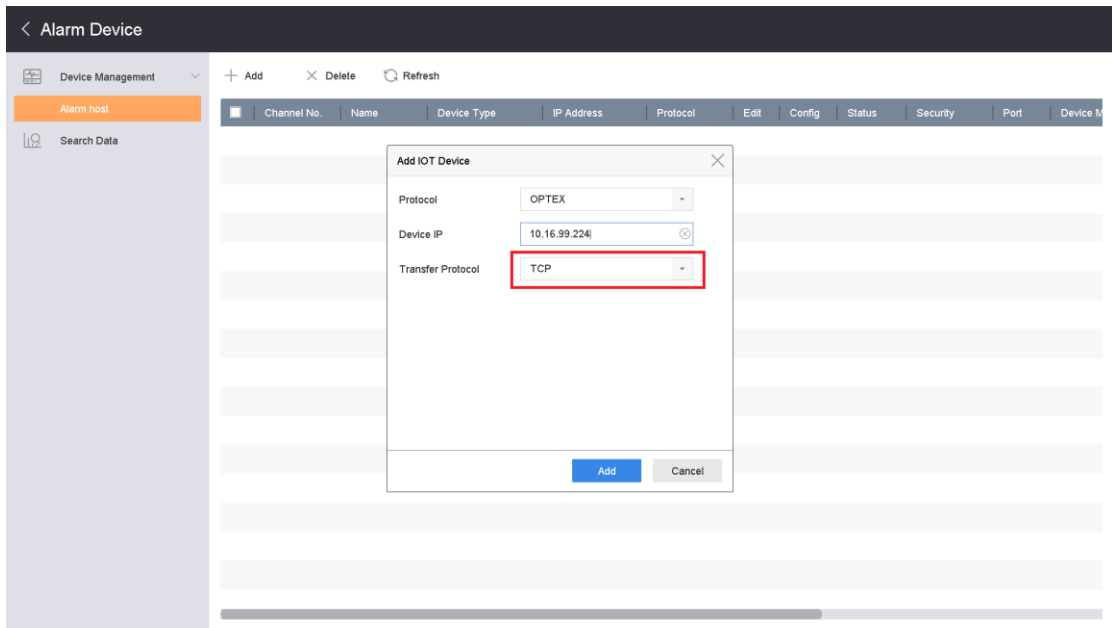 Alarm Device
Device Management
Alarm host
Search Data
Add Delete Refresh
Channel No. Name Device Type IP Address Protocol Edit Config Status Security Port Device M
Add IOT Device
Protocol OPTEX
Device IP 10.16.99.224
Transfer Protocol TCP
Add Cancel